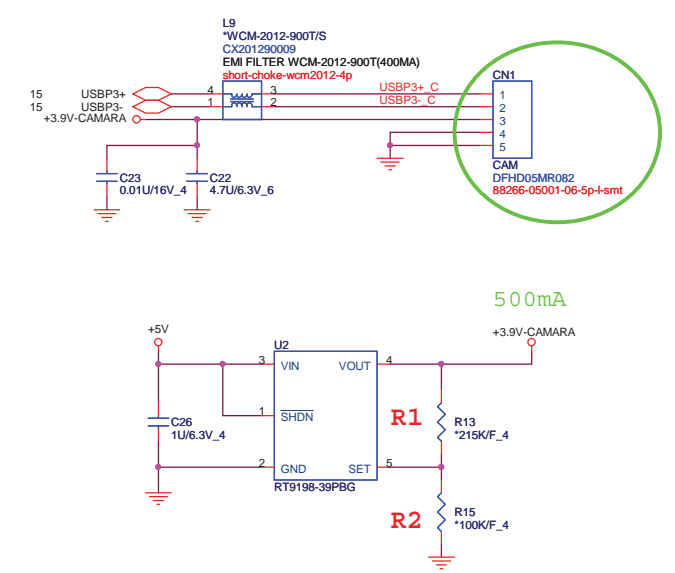 L9
*WCM-2012-900T/S
CX201290009
EMI FILTER WCM-2012-900T(400MA)
short-choke-wcm2012-4p
CN1
15 USBP3+ 4 3 USBP3+_C 1
15 USBP3- 1 2 USBP3-_C 2
+3.9V-CAMARA 3
4
5
CAM
DFHD05MR082
88266-05001-06-5p-l-smt
C23
0.01U/16V_4
C22
4.7U/6.3V_6
500mA
+5V
+3.9V-CAMARA
U2
3 VIN VOUT 4
1 SHDN
R1
R13
*215K/F_4
C26
1U/6.3V_4
2 GND SET 5
RT9198-39PBG
R2
R15
*100K/F_4